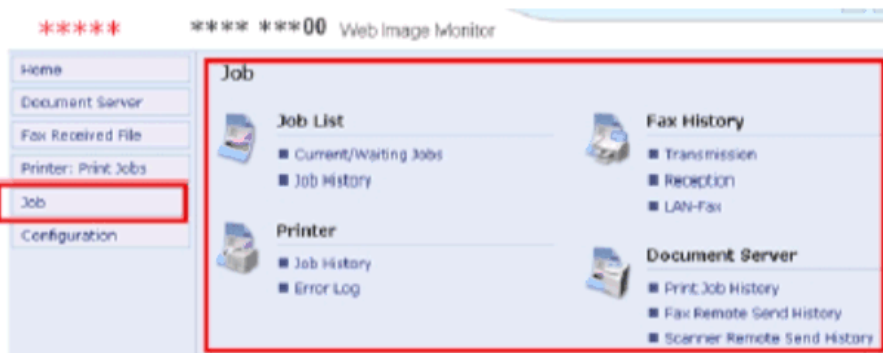 ***** **** ***00 Web Image Monitor
Home
Document Server
Fax Received File
Printer: Print Jobs
Job
Configuration
Job
Job List
Current/Waiting Jobs
Job History
Printer
Job History
Error Log
Fax History
Transmission
Reception
LAN-Fax
Document Server
Print Job History
Fax Remote Send History
Scanner Remote Send History